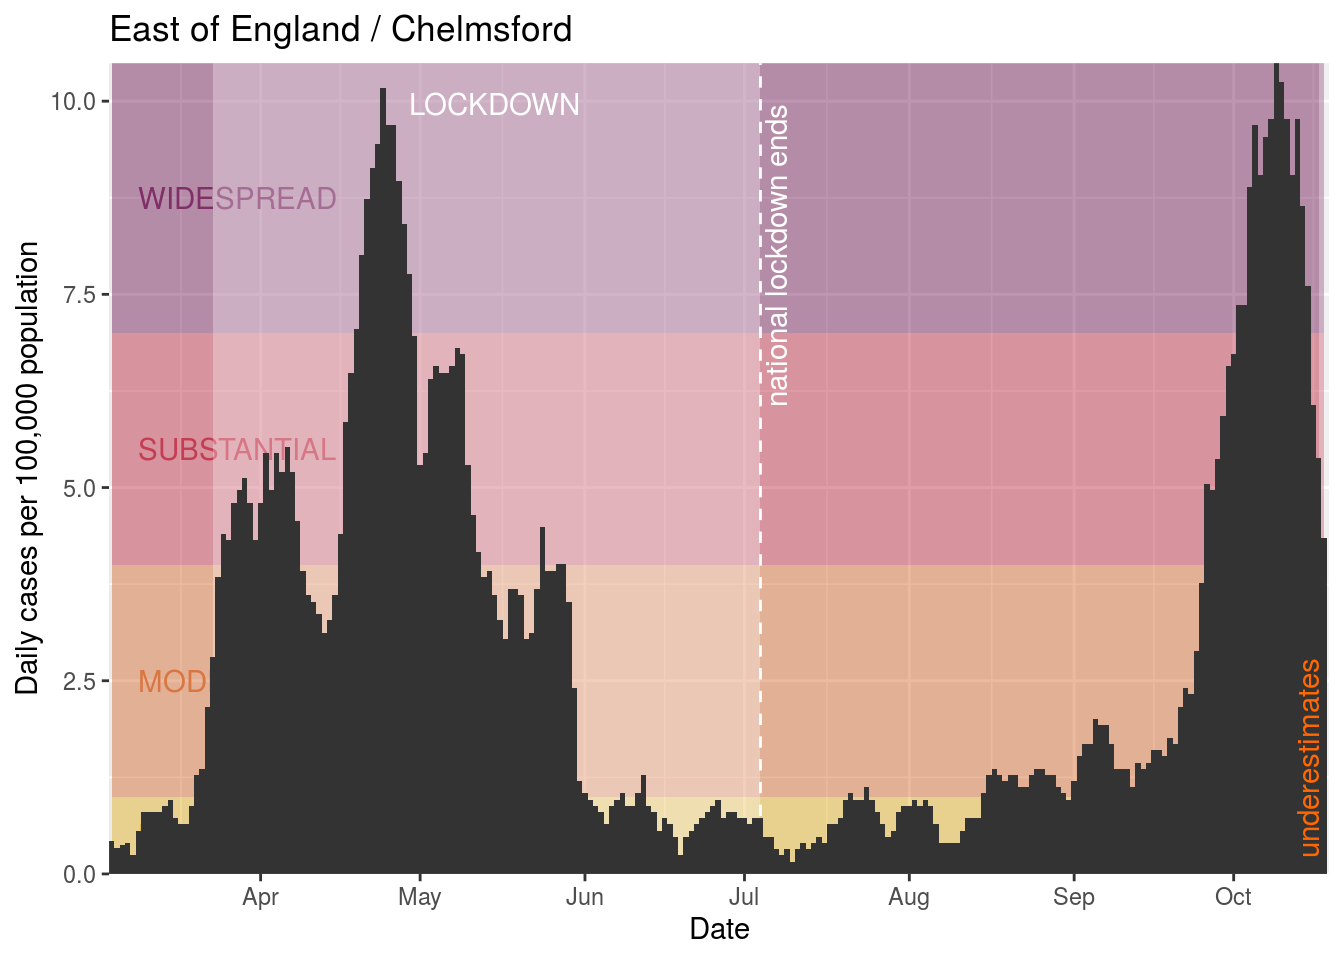 East of England / Chelmsford
Daily cases per 100,000 population
10.0
7.5
5.0
2.5
0.0
LOCKDOWN
WIDESPREAD
SUBSTANTIAL
MOD
national lockdown ends
underestimates
Apr
May
Jun
Jul
Aug
Sep
Oct
Date